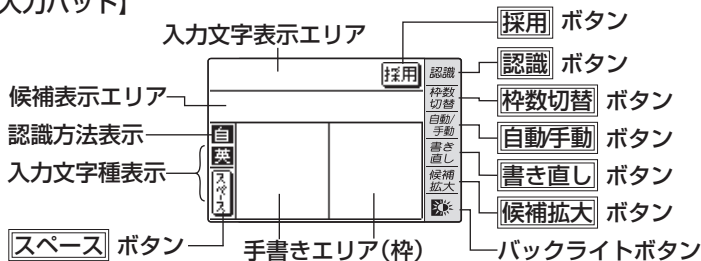 入力パッド】
入力文字表示エリア
採用 ボタン
認識 ボタン
候補表示エリア
枠数切替 ボタン
認識方法表示
自動/手動 ボタン
入力文字種表示
書き直し ボタン
候補拡大 ボタン
スペース ボタン
手書きエリア(枠)
バックライトボタン
採用
認識
枠数
切替
自動/
手動
書き
直し
候補
拡大
自
英
スペース